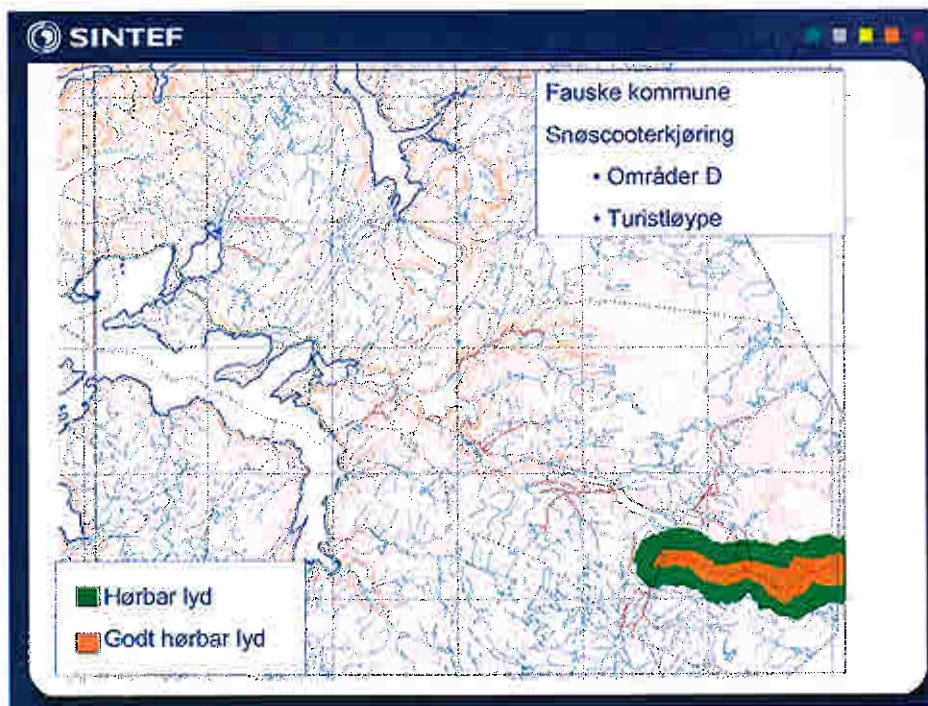 SINTEF
Fauske kommune
Snøscooterkjøring
• Områder D
• Turistløype
Hørbar lyd
Godt hørbar lyd